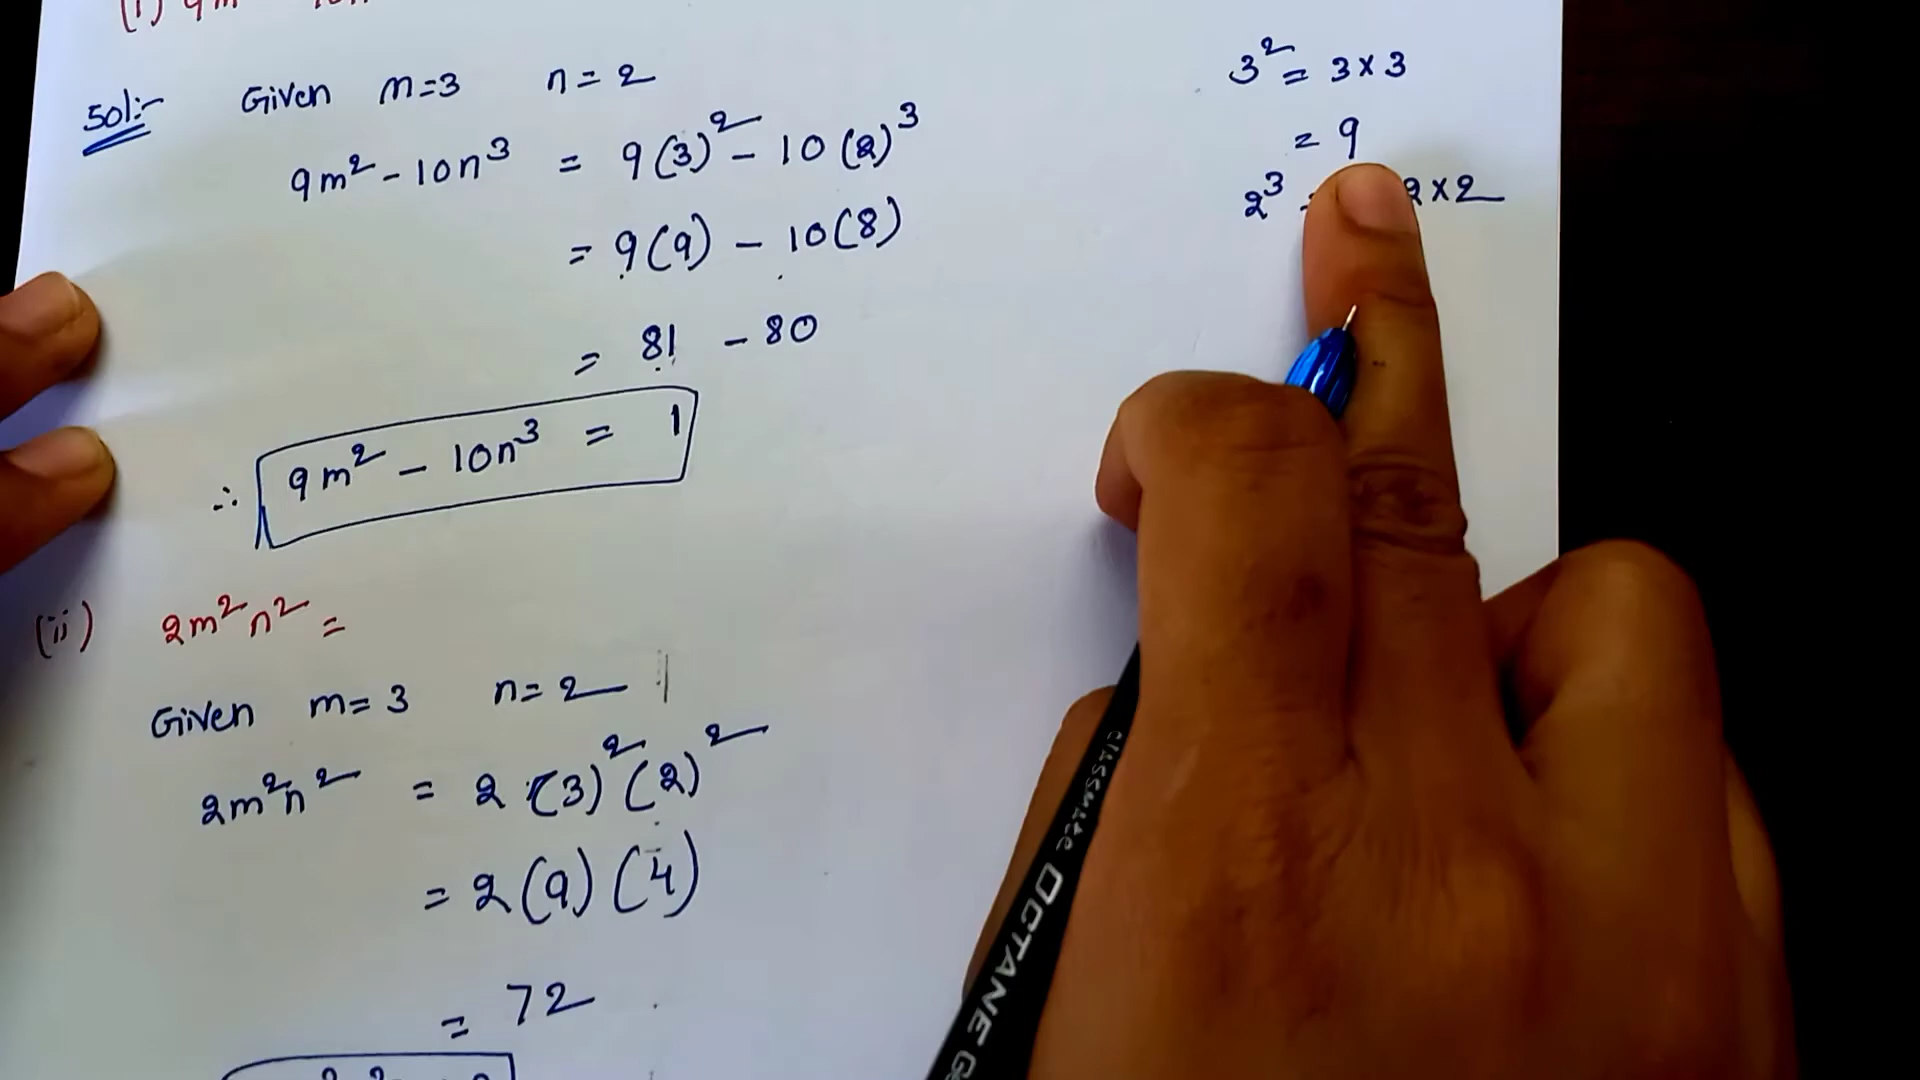 Sol:- Given m=3 n=2
9m² - 10n³ = 9(3)² - 10(2)³
= 9(9) - 10(8)
= 81 - 80
∴ 9m² - 10n³ = 1
(ii) 2m²n² =
Given m=3 n=2
2m²n² = 2(3)²(2)²
= 2(9)(4)
= 72
3² = 3×3
= 9
2³ = 2×2
classmate OCTANE